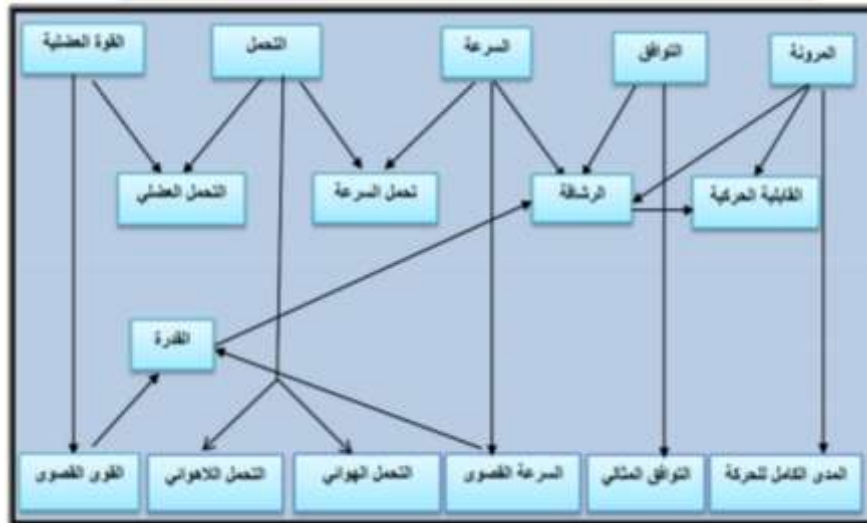 المرونة
التوافق
السرعة
التحمل
القوة العضلية
القابلية الحركية
الرشاقة
تحمل السرعة
التحمل العضلي
القدرة
المدى الكامل للحركة
التوافق المثالي
السرعة القصوى
التحمل الهوائي
التحمل اللاهوائي
القوى القصوى